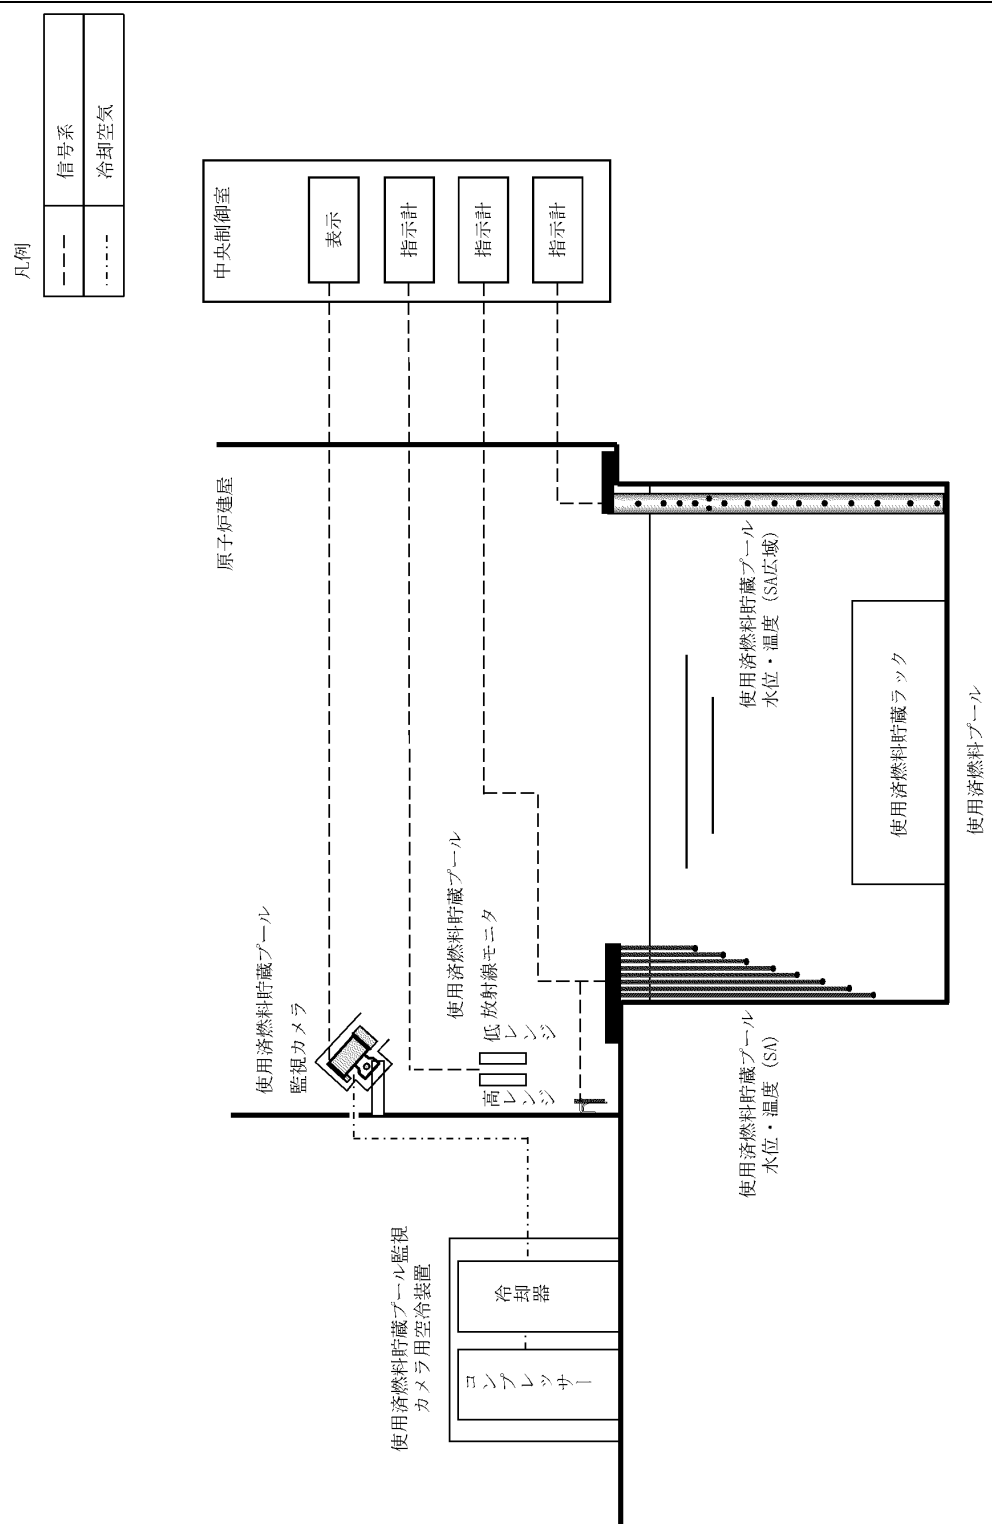 凡例
信号系
冷却空気
中央制御室
表示
指示計
指示計
指示計
原子炉建屋
使用済燃料貯蔵プール
監視カメラ
使用済燃料貯蔵プール
放射線モニタ
低
レンジ
高
レンジ
使用済燃料貯蔵プール監視
カメラ用空冷装置
冷却
器
コンプ
レッ
サー
使用済燃料貯蔵プール
水位・温度 (SA)
使用済燃料貯蔵プール
水位・温度 (SA広域)
使用済燃料貯蔵ラック
使用済燃料プール